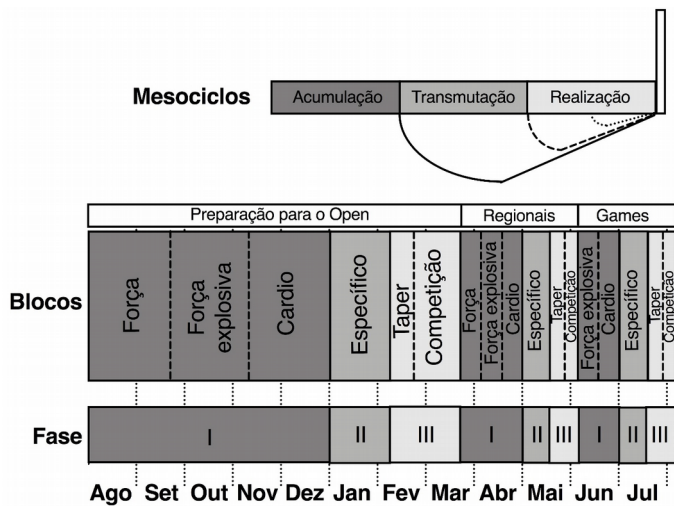 Mesociclos
Acumulação Transmutação Realização
Preparação para o Open Regionais Games
Blocos
Força
Força explosiva
Cardio
Específico
Taper
Competição
Força
Força explosiva
Cardio
Específico
Taper
Competição
Força explosiva
Cardio
Específico
Taper
Competição
Fase I II III I II III I II III
Ago Set Out Nov Dez Jan Fev Mar Abr Mai Jun Jul